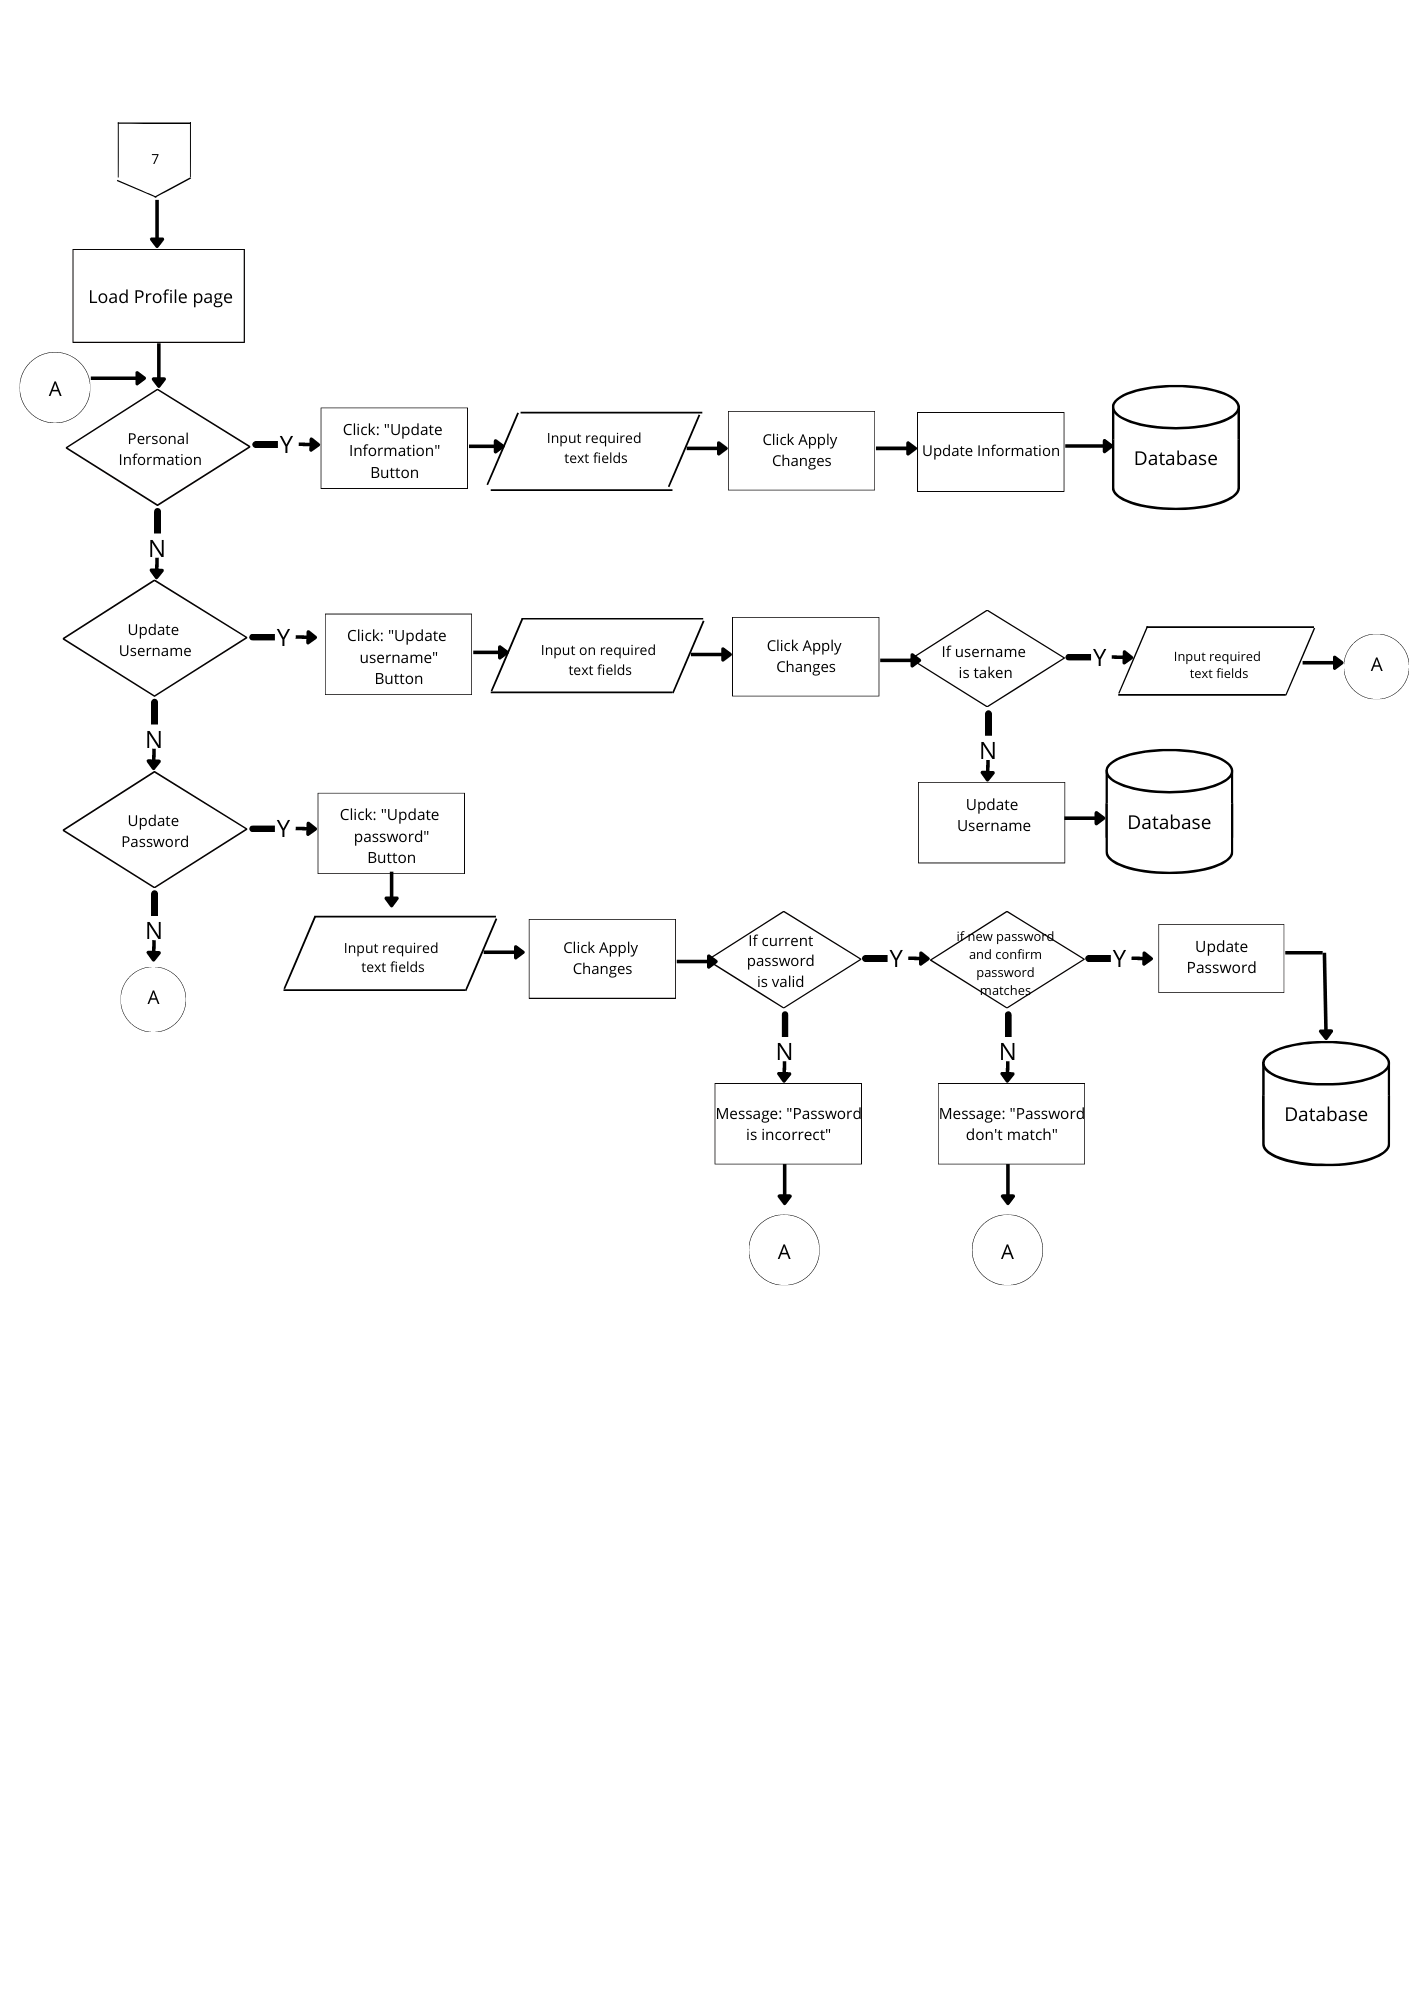 7
Load Profile page
A
Personal
Information
Y
Click: "Update
Information"
Button
Input required
text fields
Click Apply
Changes
Update Information
Database
N
Update
Username
Y
Click: "Update
username"
Button
Input on required
text fields
Click Apply
Changes
If username
is taken
Y
Input required
text fields
A
N
Update
Username
Database
N
Update
Password
Y
Click: "Update
password"
Button
N
A
Input required
text fields
Click Apply
Changes
If current
password
is valid
Y
if new password
and confirm
password
matches
Y
Update
Password
Database
N
Message: "Password
is incorrect"
A
N
Message: "Password
don't match"
A